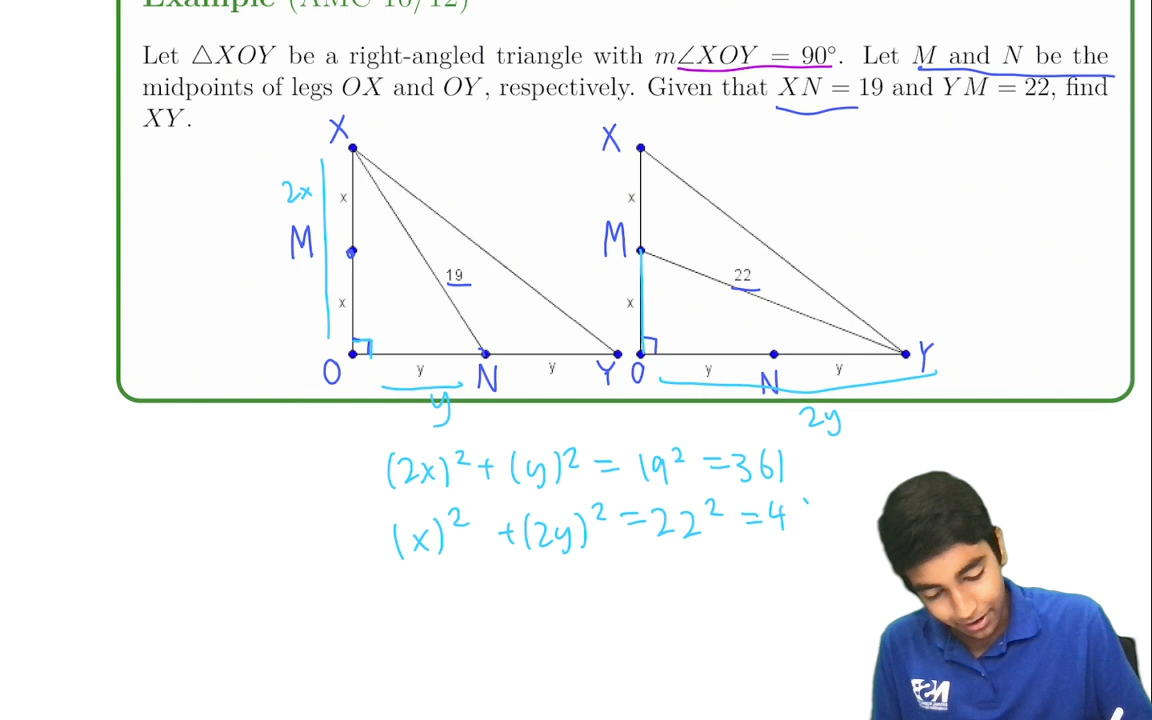 Example (AMC 10/12)
Let △XOY be a right-angled triangle with m∠XOY = 90°. Let M and N be the
midpoints of legs OX and OY, respectively. Given that XN = 19 and YM = 22, find
XY.
X X
2x x x
M M
19 22
x x
O y N y Y O y N y Y
y 2y
(2x)² + (y)² = 19² = 361
(x)² + (2y)² = 22² = 4